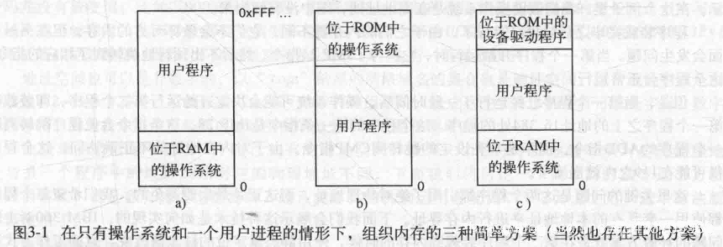 0xFFF …
用户程序
位于RAM中
的操作系统
0
a)
位于ROM中
的操作系统
用户程序
0
b)
位于ROM中的
设备驱动程序
用户程序
位于RAM中
的操作系统
0
c)
图3-1 在只有操作系统和一个用户进程的情形下，组织内存的三种简单方案（当然也存在其他方案）